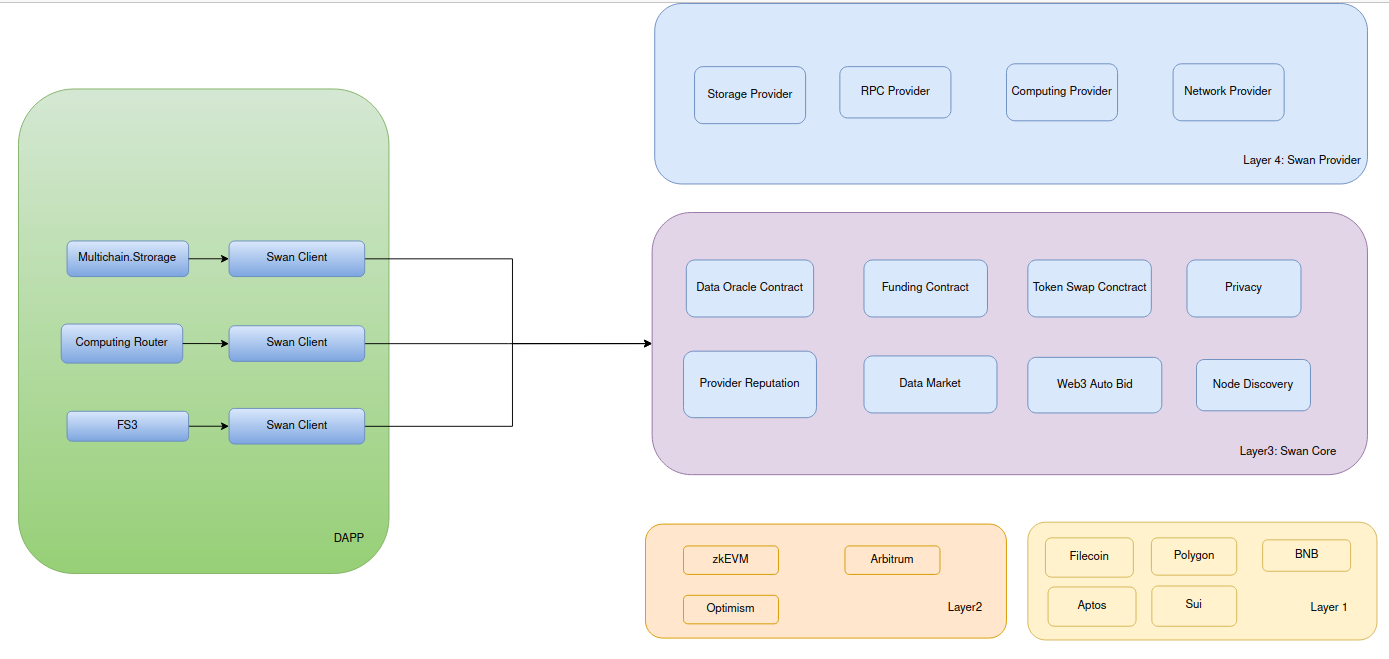 Storage Provider
RPC Provider
Computing Provider
Network Provider
Layer 4: Swan Provider
Multichain.Strorage
Swan Client
Computing Router
Swan Client
FS3
Swan Client
DAPP
Data Oracle Contract
Funding Contract
Token Swap Conctract
Privacy
Provider Reputation
Data Market
Web3 Auto Bid
Node Discovery
Layer3: Swan Core
zkEVM
Arbitrum
Optimism
Layer2
Filecoin
Polygon
BNB
Aptos
Sui
Layer 1